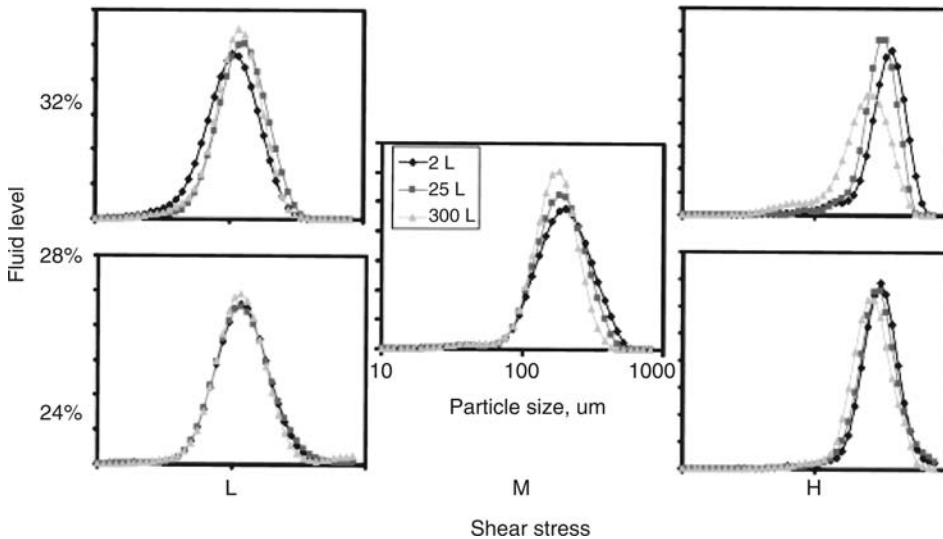 32%
2 L
25 L
300 L
Fluid level
28%
10 100 1000
Particle size, um
24%
L M H
Shear stress